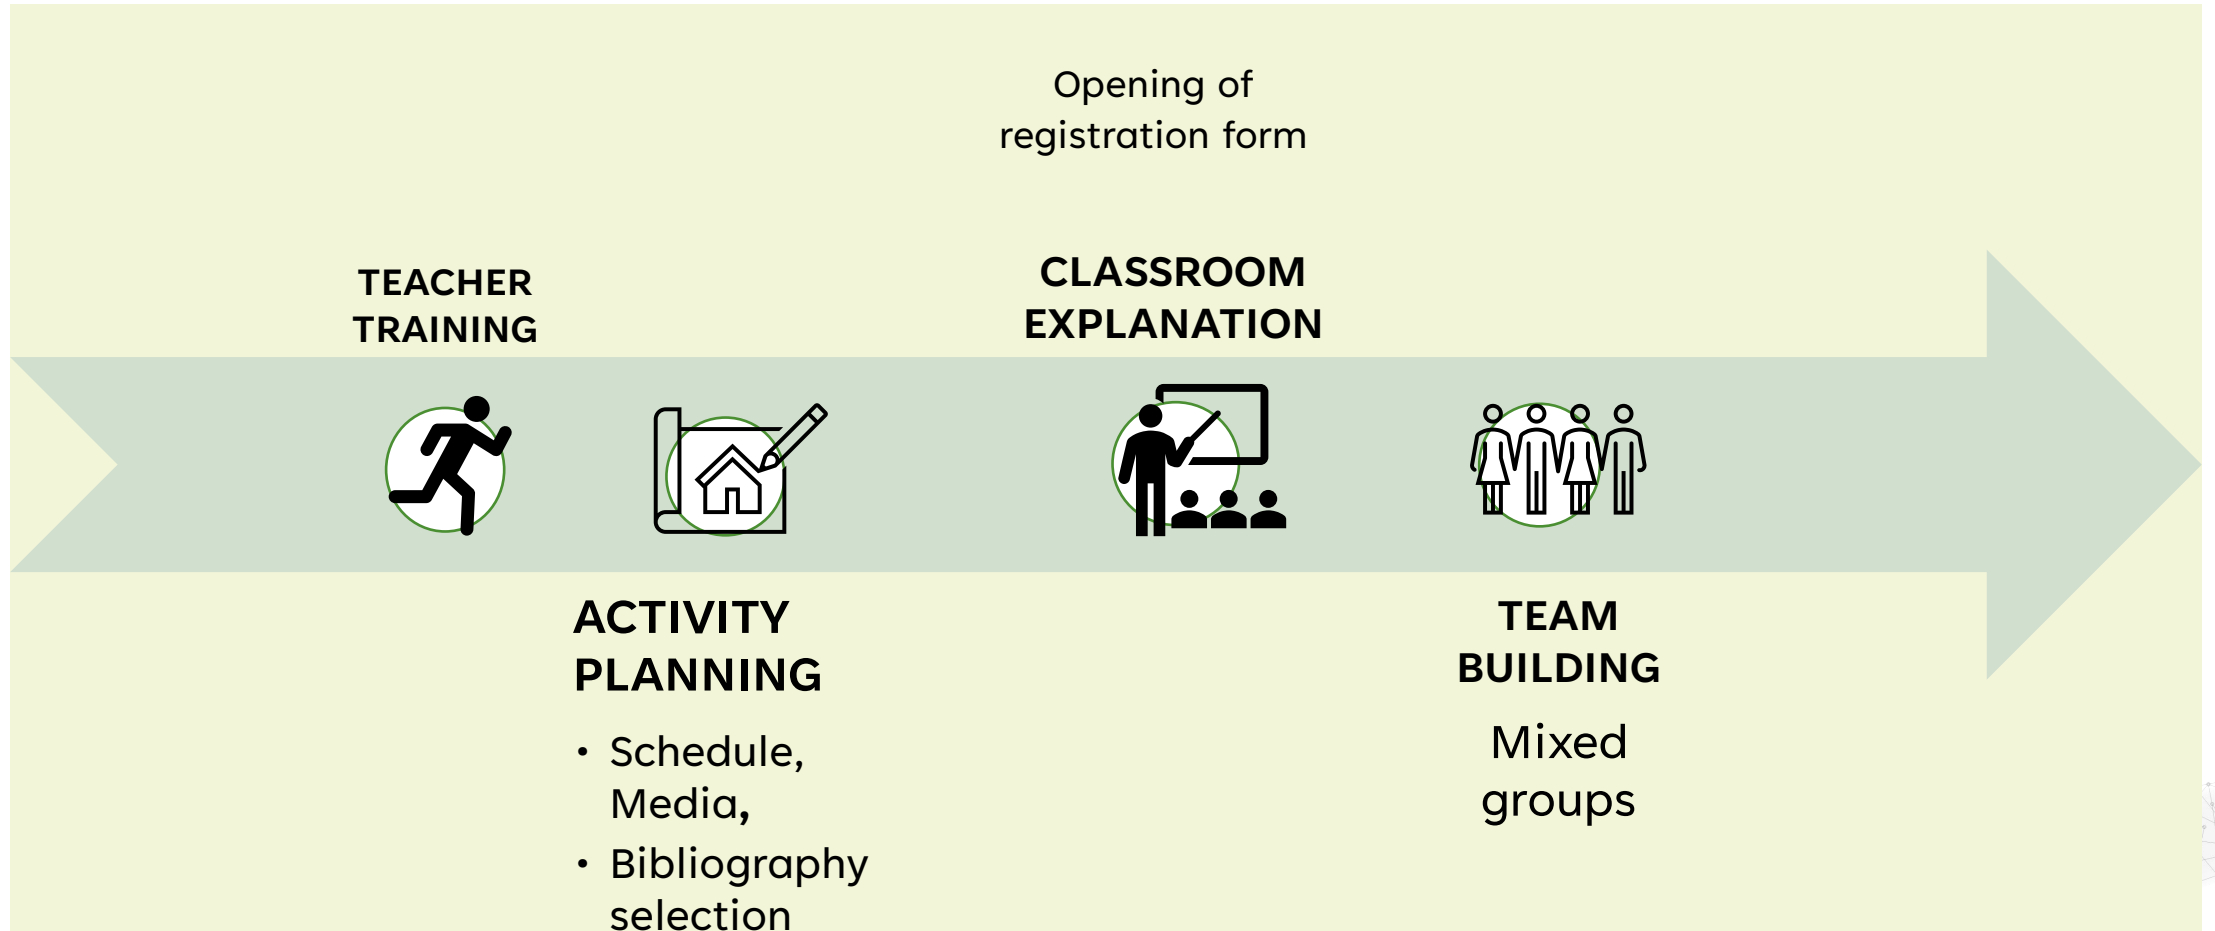 Opening of
registration form
TEACHER
TRAINING
CLASSROOM
EXPLANATION
ACTIVITY
PLANNING
• Schedule,
Media,
• Bibliography
selection
TEAM
BUILDING
Mixed
groups